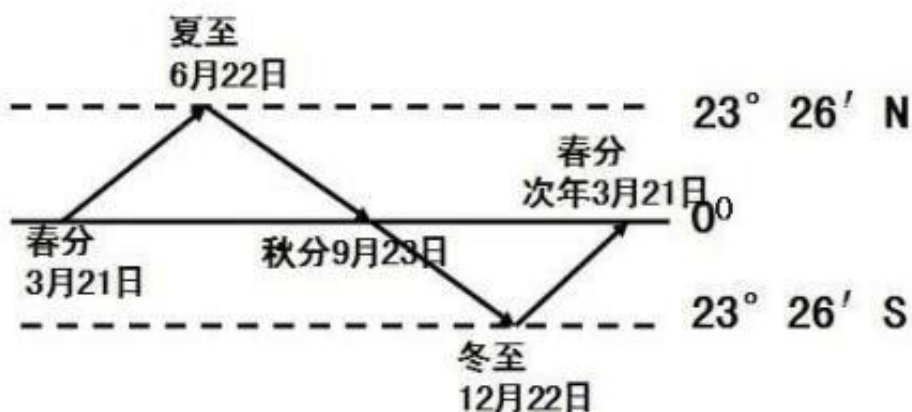 夏至
6月22日
23° 26′ N
春分
次年3月21日
0⁰
春分
3月21日
秋分9月23日
23° 26′ S
冬至
12月22日